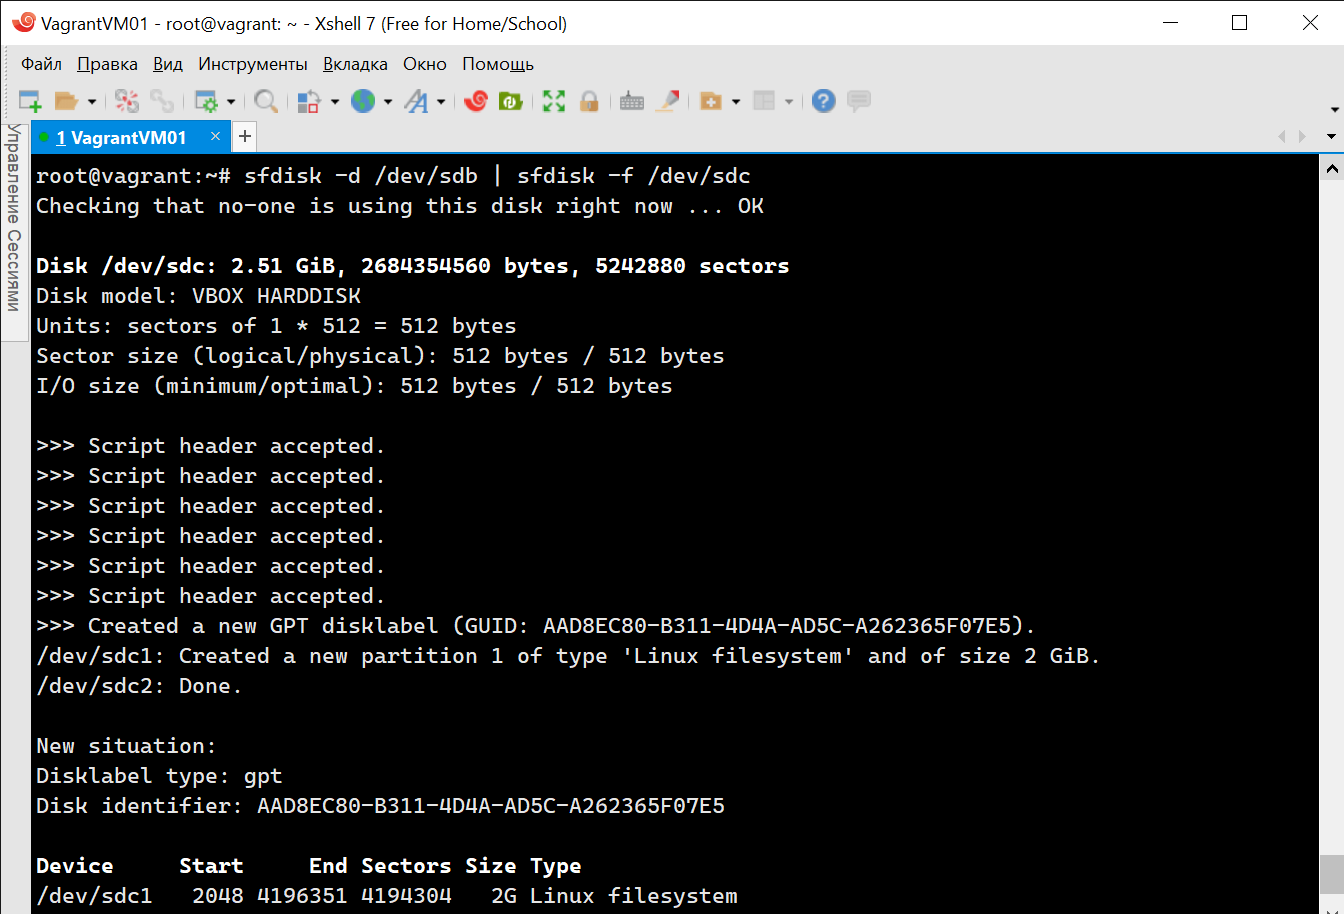 VagrantVM01 - root@vagrant: ~ - Xshell 7 (Free for Home/School)
Файл Правка Вид Инструменты Вкладка Окно Помощь
1 VagrantVM01 × +
Управление Сессиями
root@vagrant:~# sfdisk -d /dev/sdb | sfdisk -f /dev/sdc
Checking that no-one is using this disk right now ... OK
Disk /dev/sdc: 2.51 GiB, 2684354560 bytes, 5242880 sectors
Disk model: VBOX HARDDISK
Units: sectors of 1 * 512 = 512 bytes
Sector size (logical/physical): 512 bytes / 512 bytes
I/O size (minimum/optimal): 512 bytes / 512 bytes
>>> Script header accepted.
>>> Script header accepted.
>>> Script header accepted.
>>> Script header accepted.
>>> Script header accepted.
>>> Script header accepted.
>>> Created a new GPT disklabel (GUID: AAD8EC80-B311-4D4A-AD5C-A262365F07E5).
/dev/sdc1: Created a new partition 1 of type 'Linux filesystem' and of size 2 GiB.
/dev/sdc2: Done.
New situation:
Disklabel type: gpt
Disk identifier: AAD8EC80-B311-4D4A-AD5C-A262365F07E5
Device Start End Sectors Size Type
/dev/sdc1 2048 4196351 4194304 2G Linux filesystem